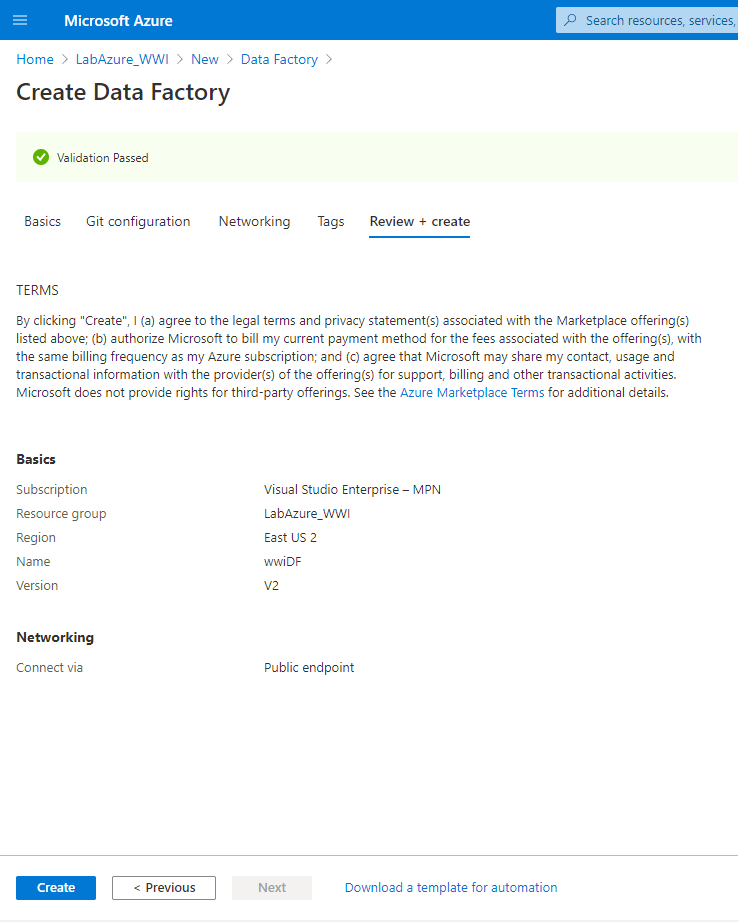 Microsoft Azure
Search resources, services,
Home > LabAzure_WWI > New > Data Factory >
Create Data Factory
Validation Passed
Basics Git configuration Networking Tags Review + create
TERMS
By clicking "Create", I (a) agree to the legal terms and privacy statement(s) associated with the Marketplace offering(s)
listed above; (b) authorize Microsoft to bill my current payment method for the fees associated with the offering(s), with
the same billing frequency as my Azure subscription; and (c) agree that Microsoft may share my contact, usage and
transactional information with the provider(s) of the offering(s) for support, billing and other transactional activities.
Microsoft does not provide rights for third-party offerings. See the Azure Marketplace Terms for additional details.
Basics
Subscription Visual Studio Enterprise – MPN
Resource group LabAzure_WWI
Region East US 2
Name wwiDF
Version V2
Networking
Connect via Public endpoint
Create < Previous Next Download a template for automation